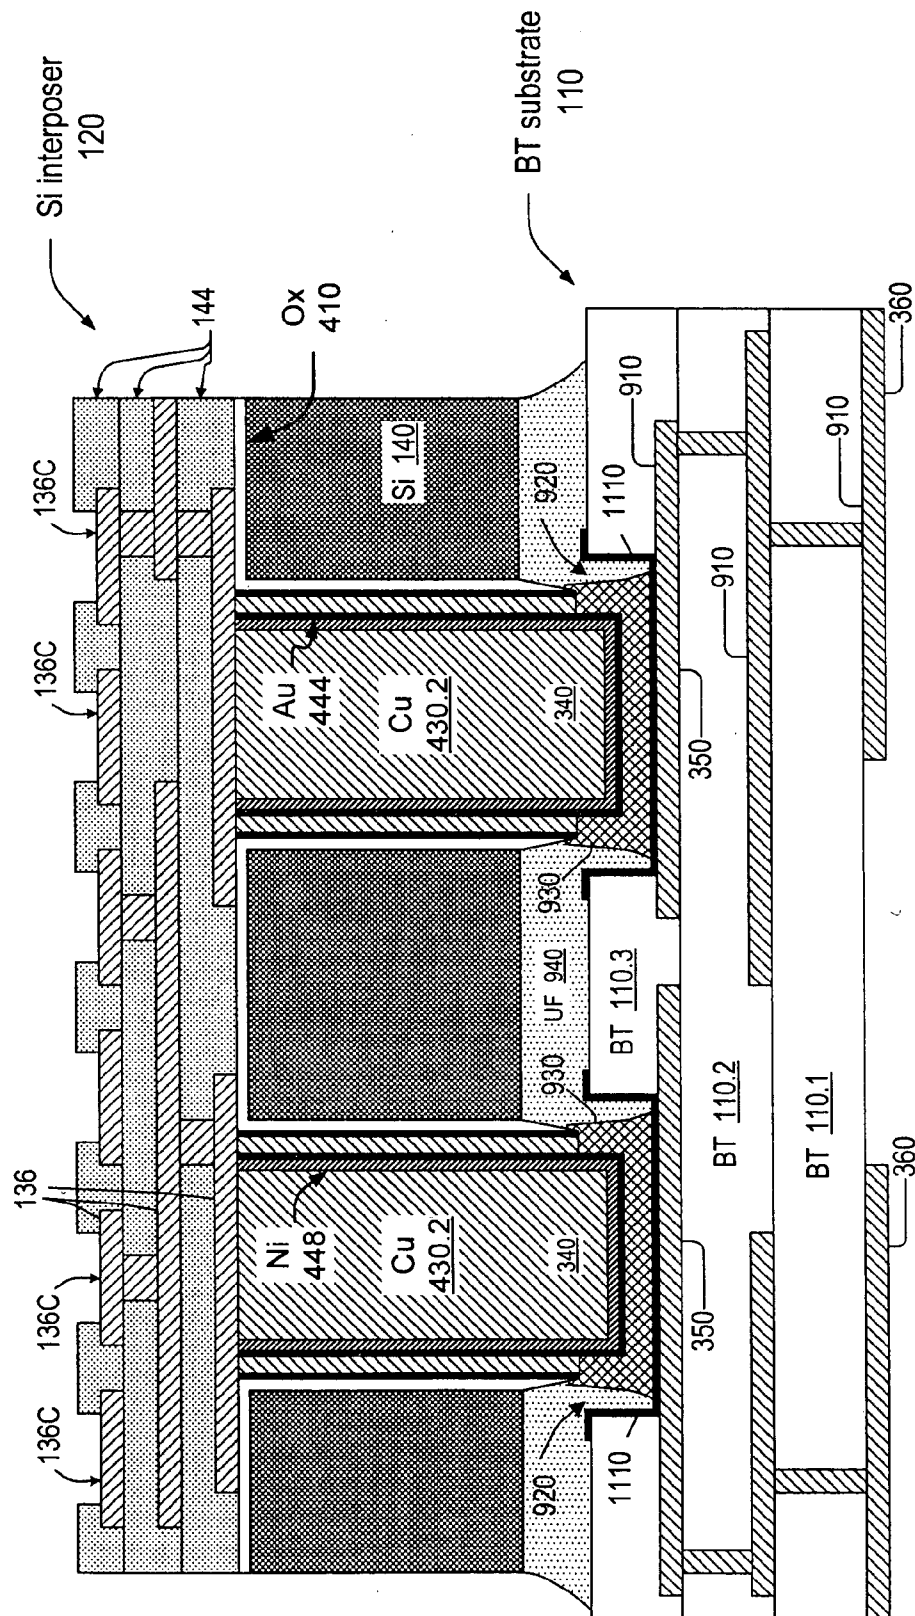 Si interposer
120
144
Ox
410
BT substrate
110
136C
136C
136
136C
136C
Si 140
Au
444
Cu
430.2
340
Ni
448
Cu
430.2
340
920
930
UF 940
930
920
910
1110
BT 110.3
1110
350
910
350
BT 110.2
910
BT 110.1
360
360